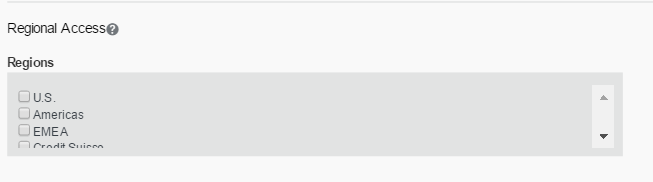 Regional Access?
Regions
U.S.
Americas
EMEA
Credit Suisse